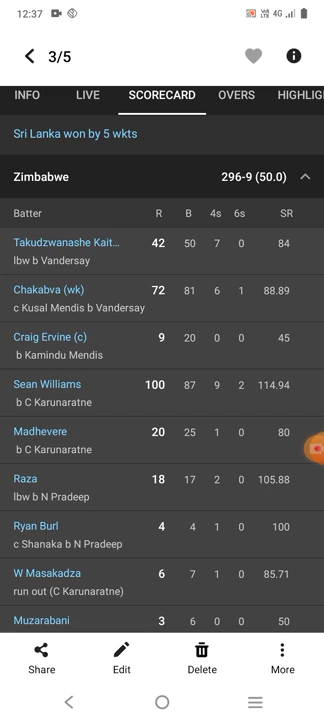 12:37
Vo) LTE 4G
3/5
INFO LIVE SCORECARD OVERS HIGHLIG
Sri Lanka won by 5 wkts
Zimbabwe 296-9 (50.0)
Batter R B 4s 6s SR
Takudzwanashe Kait... 42 50 7 0 84
lbw b Vandersay
Chakabva (wk) 72 81 6 1 88.89
c Kusal Mendis b Vandersay
Craig Ervine (c) 9 20 0 0 45
b Kamindu Mendis
Sean Williams 100 87 9 2 114.94
b C Karunaratne
Madhevere 20 25 1 0 80
b C Karunaratne
Raza 18 17 2 0 105.88
lbw b N Pradeep
Ryan Burl 4 4 1 0 100
c Shanaka b N Pradeep
W Masakadza 6 7 1 0 85.71
run out (C Karunaratne)
Muzarabani 3 6 0 0 50
Share Edit Delete More